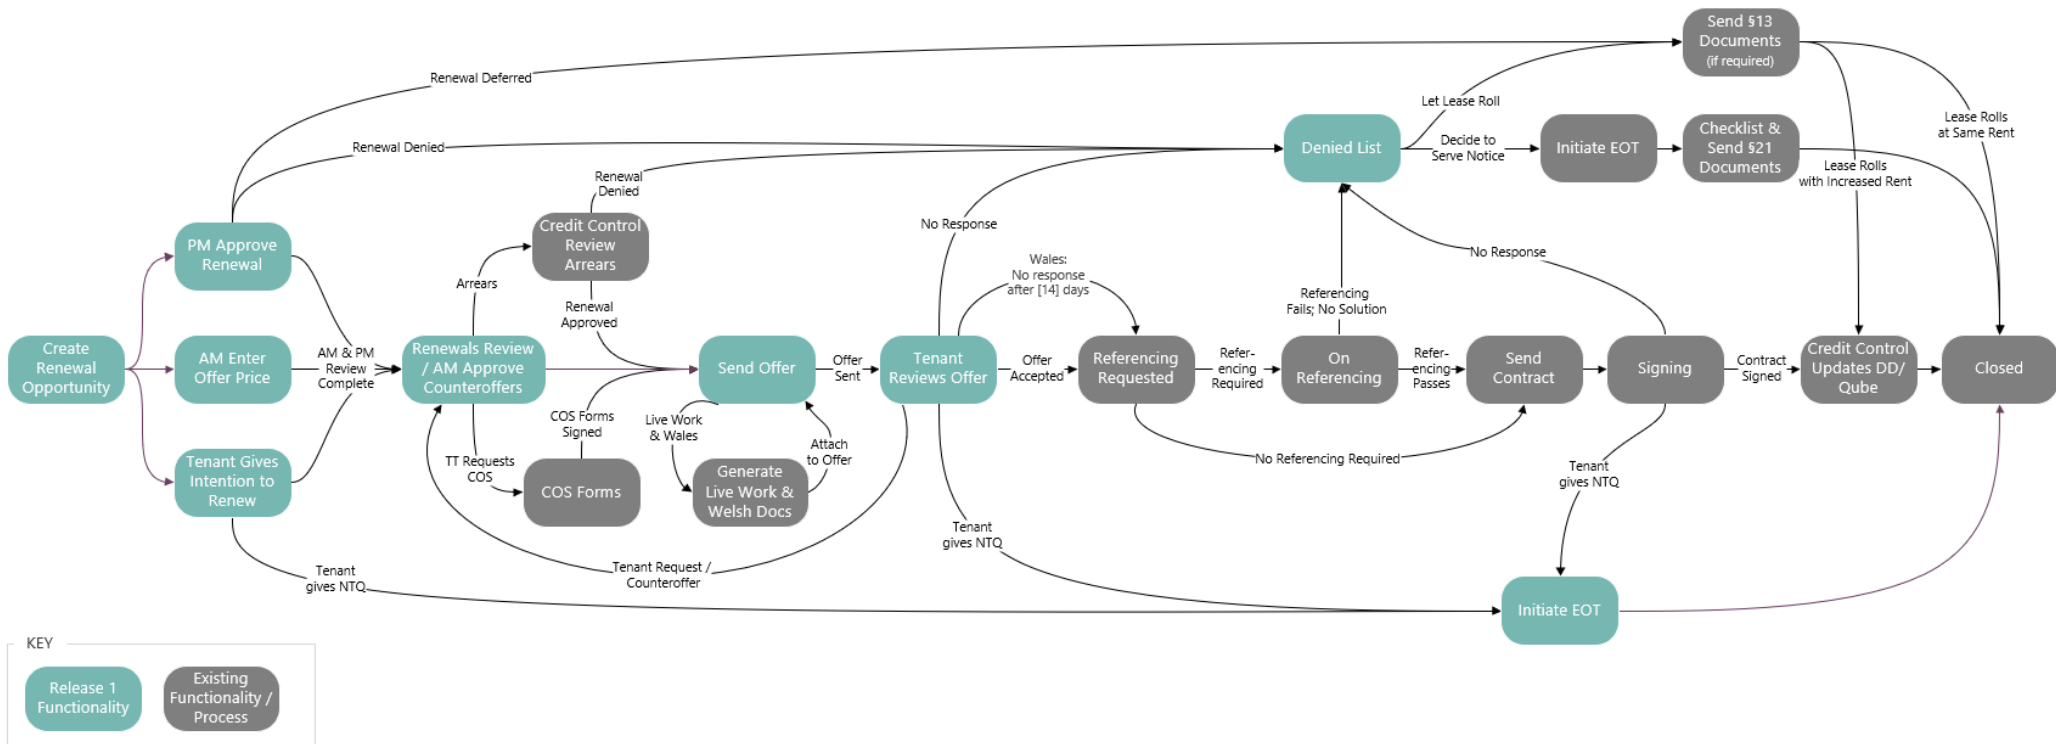 Send §13
Documents
(if required)
Renewal Deferred
Let Lease Roll
Lease Rolls
at Same Rent
Renewal Denied
Denied List
Decide to
Serve Notice
Initiate EOT
Checklist &
Send §21
Documents
Lease Rolls
with Increased Rent
Renewal
Denied
PM Approve
Renewal
Credit Control
Review
Arrears
No Response
No Response
Wales:
No response
after [14] days
Arrears
Renewal
Approved
Referencing
Fails; No Solution
Create
Renewal
Opportunity
AM Enter
Offer Price
AM & PM
Review
Complete
Renewals Review
/ AM Approve
Counteroffers
Send Offer
Offer
Sent
Tenant
Reviews Offer
Offer
Accepted
Referencing
Requested
Refer-
encing
Required
On
Referencing
Refer-
encing
Passes
Send
Contract
Signing
Contract
Signed
Credit Control
Updates DD/
Qube
Closed
COS Forms
Signed
Live Work
& Wales
Attach
to Offer
TT Requests
COS
No Referencing Required
Tenant Gives
Intention to
Renew
COS Forms
Generate
Live Work &
Welsh Docs
Tenant
gives NTQ
Tenant
gives NTQ
Tenant
gives NTQ
Tenant Request /
Counteroffer
Initiate EOT
KEY
Release 1
Functionality
Existing
Functionality /
Process